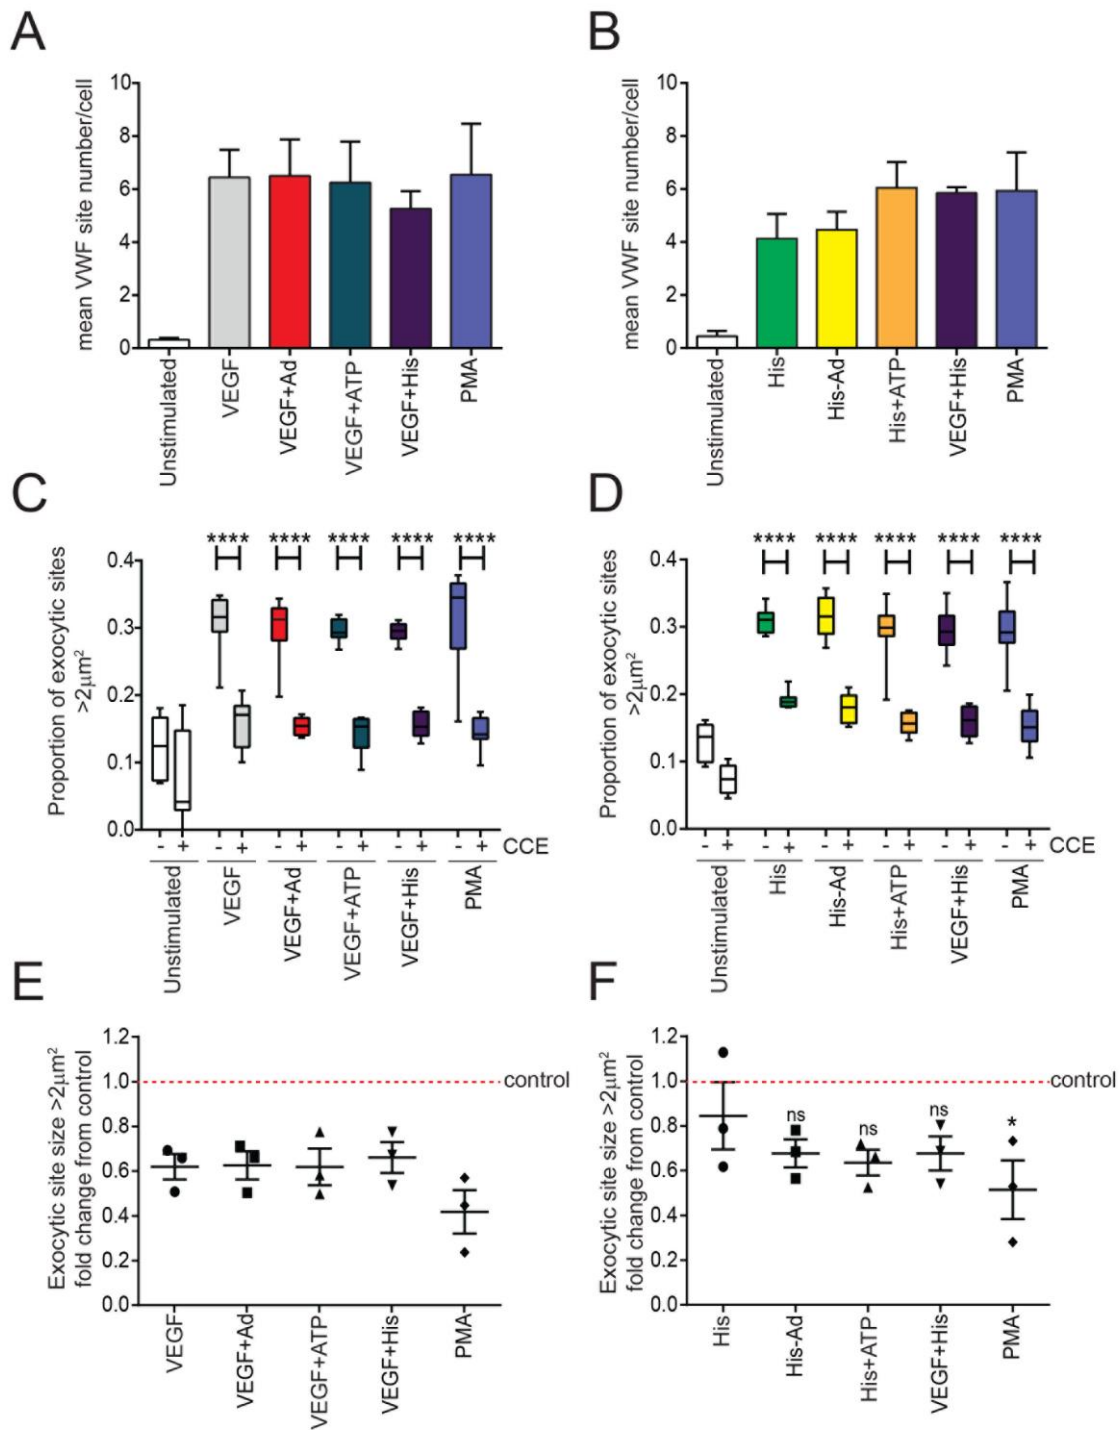 A
mean VWF site number/cell
10
8
6
4
2
0
Unstimulated
VEGF
VEGF+Ad
VEGF+ATP
VEGF+His
PMA
B
mean VWF site number/cell
10
8
6
4
2
0
Unstimulated
His
His-Ad
His+ATP
VEGF+His
PMA
C
Proportion of exocytic sites
>2µm²
0.4
0.3
0.2
0.1
0.0
**** **** **** **** ****
- + - + - + - + - + - + CCE
Unstimulated
VEGF
VEGF+Ad
VEGF+ATP
VEGF+His
PMA
D
Proportion of exocytic sites
>2µm²
0.4
0.3
0.2
0.1
0.0
**** **** **** **** ****
- + - + - + - + - + - + CCE
Unstimulated
His
His-Ad
His+ATP
VEGF+His
PMA
E
Exocytic site size >2µm²
fold change from control
1.2
1.0
0.8
0.6
0.4
0.2
0.0
control
VEGF
VEGF+Ad
VEGF+ATP
VEGF+His
PMA
F
Exocytic site size >2µm²
fold change from control
1.2
1.0
0.8
0.6
0.4
0.2
0.0
control
ns ns ns *
His
His-Ad
His+ATP
VEGF+His
PMA